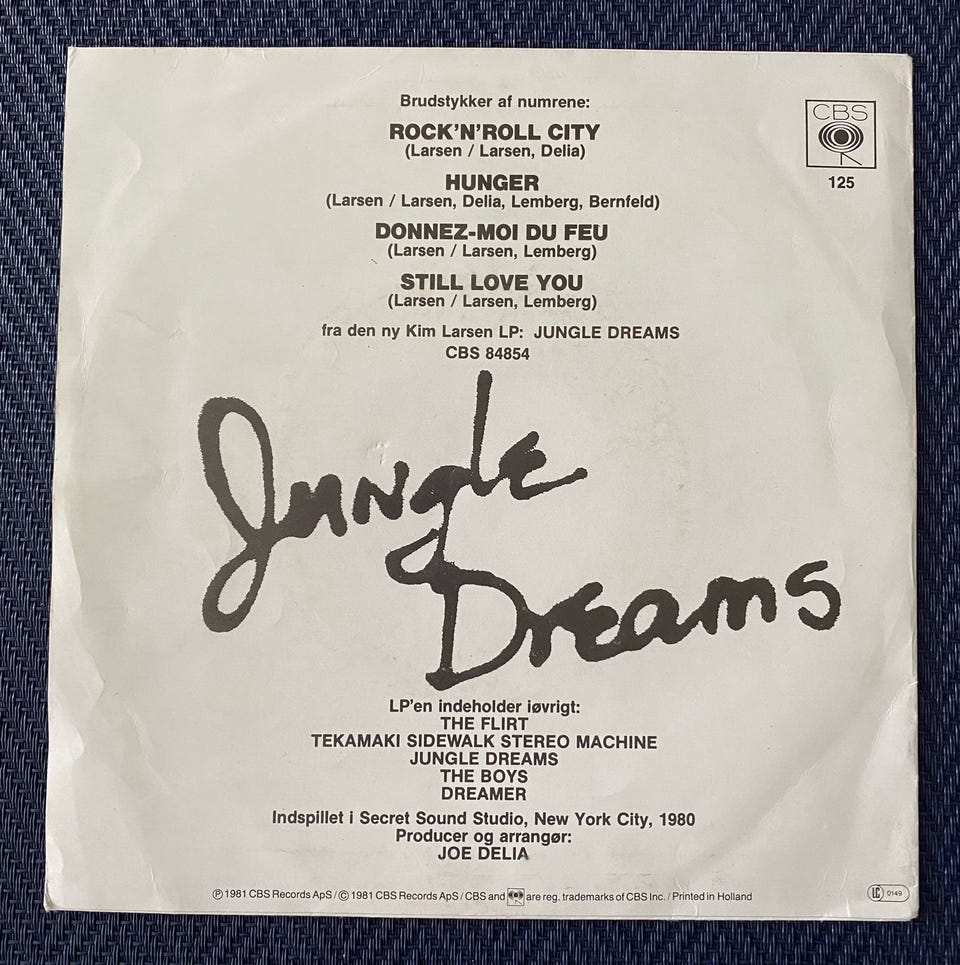 Brudstykker af numrene:
ROCK'N'ROLL CITY
(Larsen / Larsen, Delia)
HUNGER
(Larsen / Larsen, Delia, Lemberg, Bernfeld)
DONNEZ-MOI DU FEU
(Larsen / Larsen, Lemberg)
STILL LOVE YOU
(Larsen / Larsen, Lemberg)
fra den ny Kim Larsen LP: JUNGLE DREAMS
CBS 84854
CBS
125
Jungle
Dreams
LP'en indeholder iøvrigt:
THE FLIRT
TEKAMAKI SIDEWALK STEREO MACHINE
JUNGLE DREAMS
THE BOYS
DREAMER
Indspillet i Secret Sound Studio, New York City, 1980
Producer og arrangør:
JOE DELIA
Ⓟ 1981 CBS Records ApS / © 1981 CBS Records ApS / CBS and are reg. trademarks of CBS Inc. / Printed in Holland
LC 0149